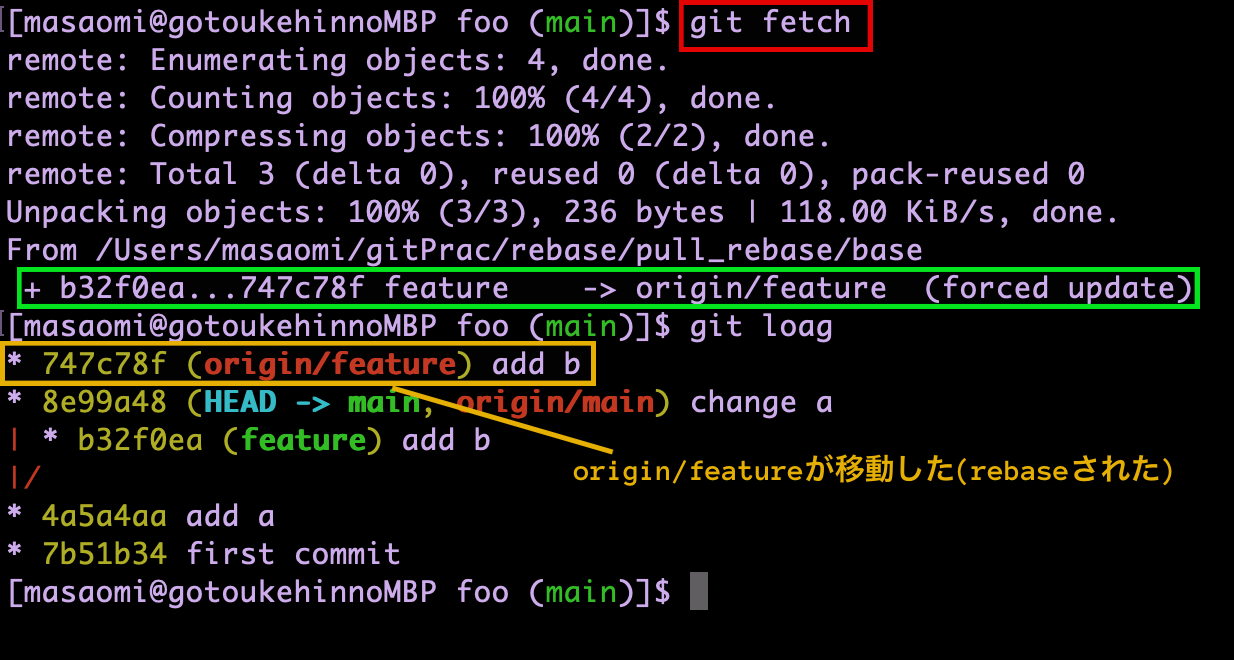 [masaomi@gotoukehinnoMBP foo (main)]$ git fetch
remote: Enumerating objects: 4, done.
remote: Counting objects: 100% (4/4), done.
remote: Compressing objects: 100% (2/2), done.
remote: Total 3 (delta 0), reused 0 (delta 0), pack-reused 0
Unpacking objects: 100% (3/3), 236 bytes | 118.00 KiB/s, done.
From /Users/masaomi/gitPrac/rebase/pull_rebase/base
 + b32f0ea...747c78f feature    -> origin/feature  (forced update)
[masaomi@gotoukehinnoMBP foo (main)]$ git loag
* 747c78f (origin/feature) add b
* 8e99a48 (HEAD -> main, origin/main) change a
| * b32f0ea (feature) add b
origin/featureが移動した(rebaseされた)
|/
* 4a5a4aa add a
* 7b51b34 first commit
[masaomi@gotoukehinnoMBP foo (main)]$